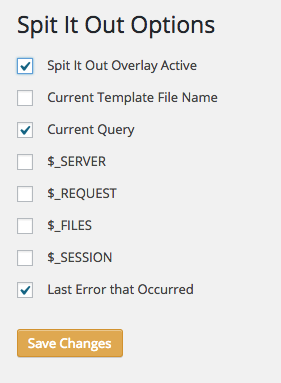 Spit It Out Options
Spit It Out Overlay Active
Current Template File Name
Current Query
$_SERVER
$_REQUEST
$_FILES
$_SESSION
Last Error that Occurred
Save Changes